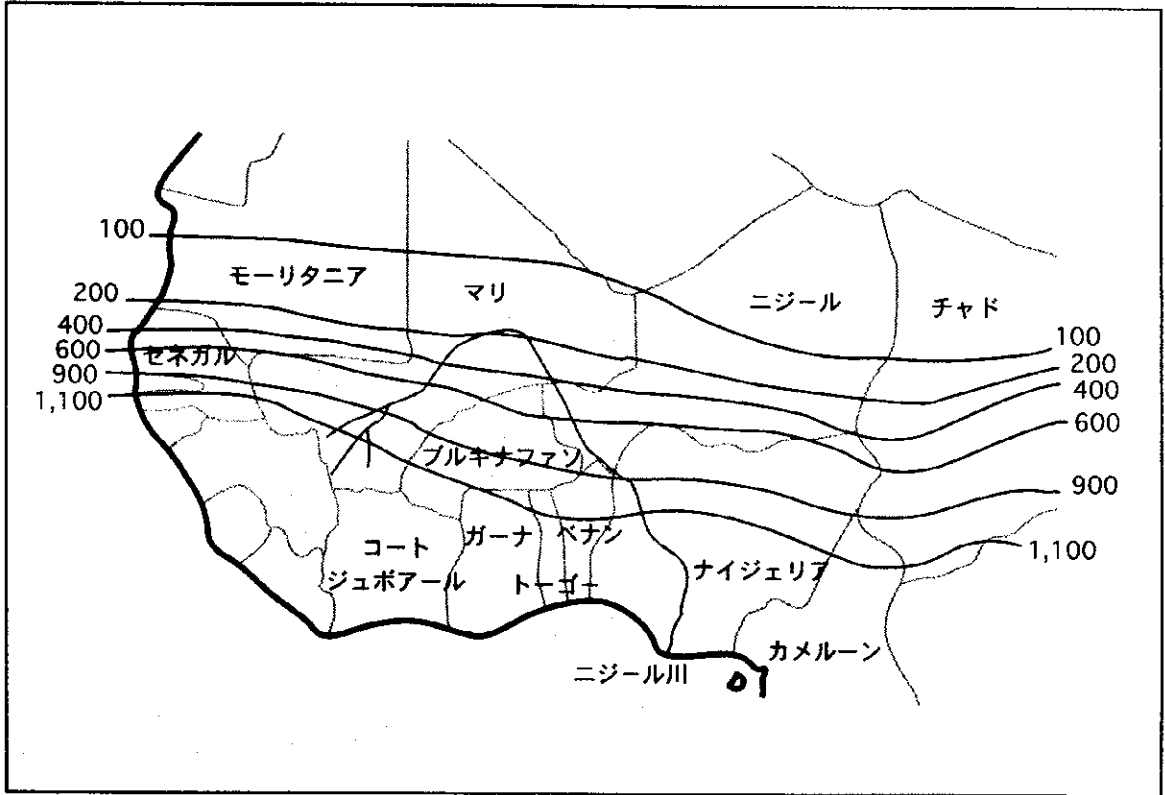 100
モーリタニア
マリ
ニジール
チャド
200
400
600
セネガル
900
1,100
100
200
400
600
900
1,100
ブルキナファソ
ガーナ
ベナン
コート
ジュボアール
トーゴー
ナイジェリア
カメルーン
ニジール川